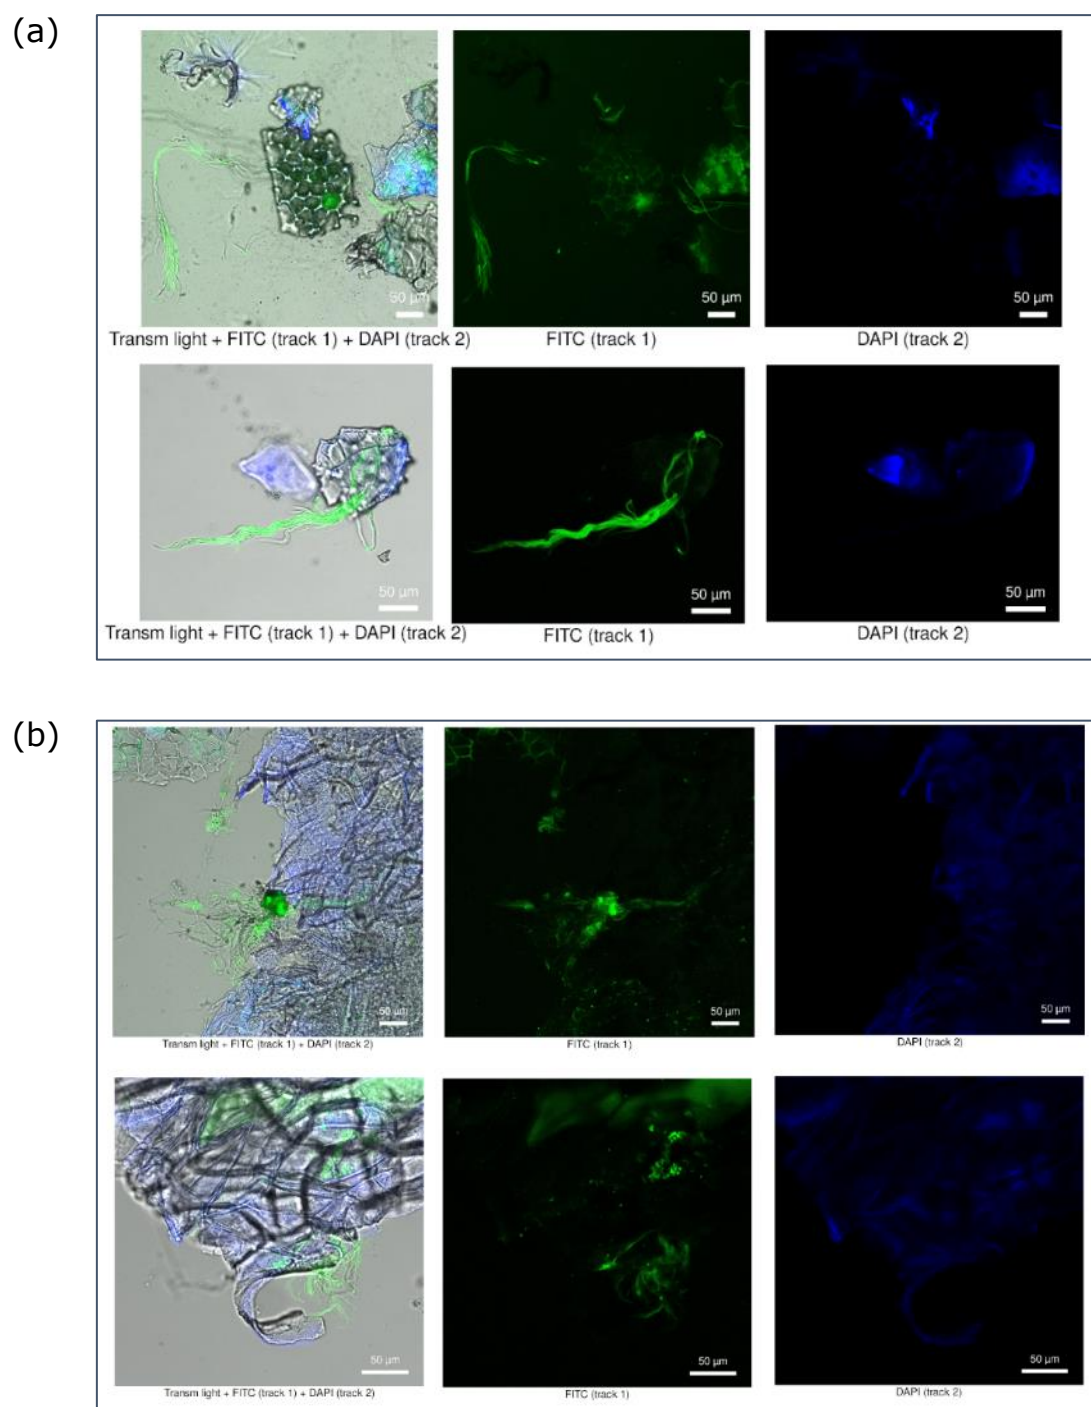 (a)
50 µm 50 µm 50 µm
Transm light + FITC (track 1) + DAPI (track 2) FITC (track 1) DAPI (track 2)
50 µm 50 µm 50 µm
Transm light + FITC (track 1) + DAPI (track 2) FITC (track 1) DAPI (track 2)
(b)
50 µm 50 µm 50 µm
Transm light + FITC (track 1) + DAPI (track 2) FITC (track 1) DAPI (track 2)
50 µm 50 µm 50 µm
Transm light + FITC (track 1) + DAPI (track 2) FITC (track 1) DAPI (track 2)